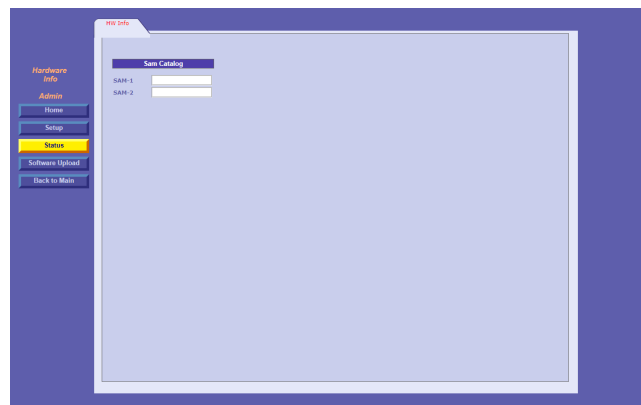 HW Info
Hardware
Info
Admin
Home
Setup
Status
Software Upload
Back to Main
Sam Catalog
SAM-1
SAM-2